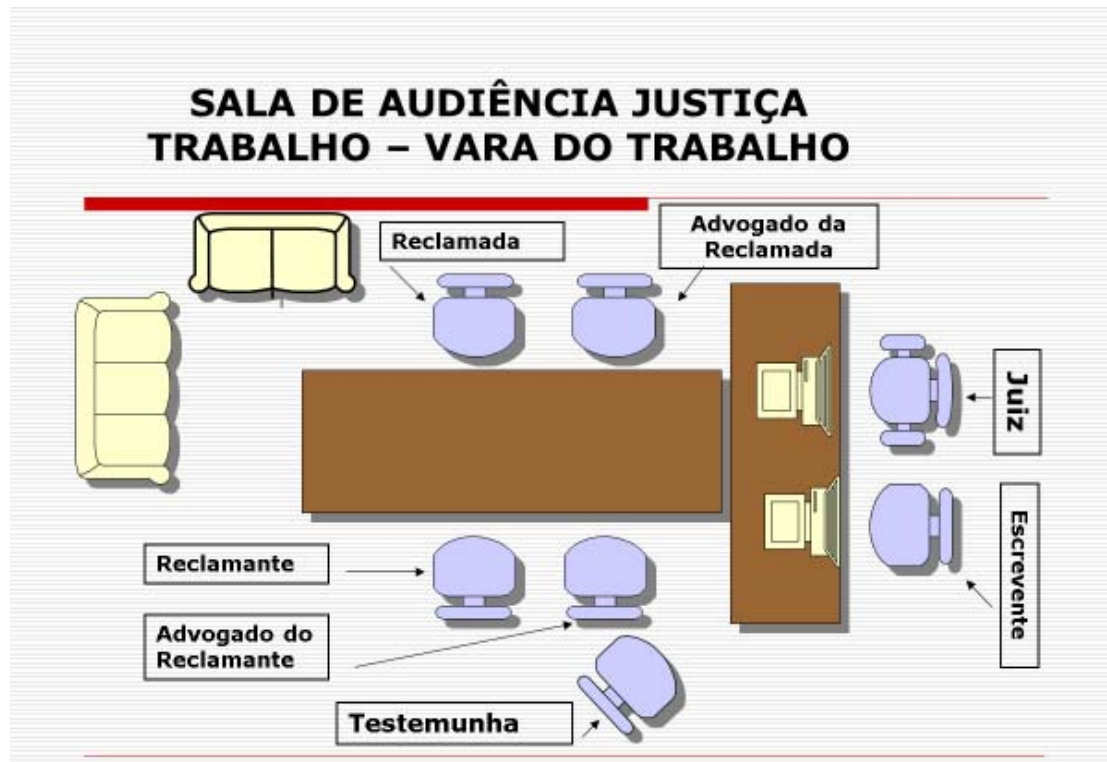 SALA DE AUDIÊNCIA JUSTIÇA
TRABALHO – VARA DO TRABALHO
Reclamada
Advogado da
Reclamada
Juiz
Escrevente
Reclamante
Advogado do
Reclamante
Testemunha